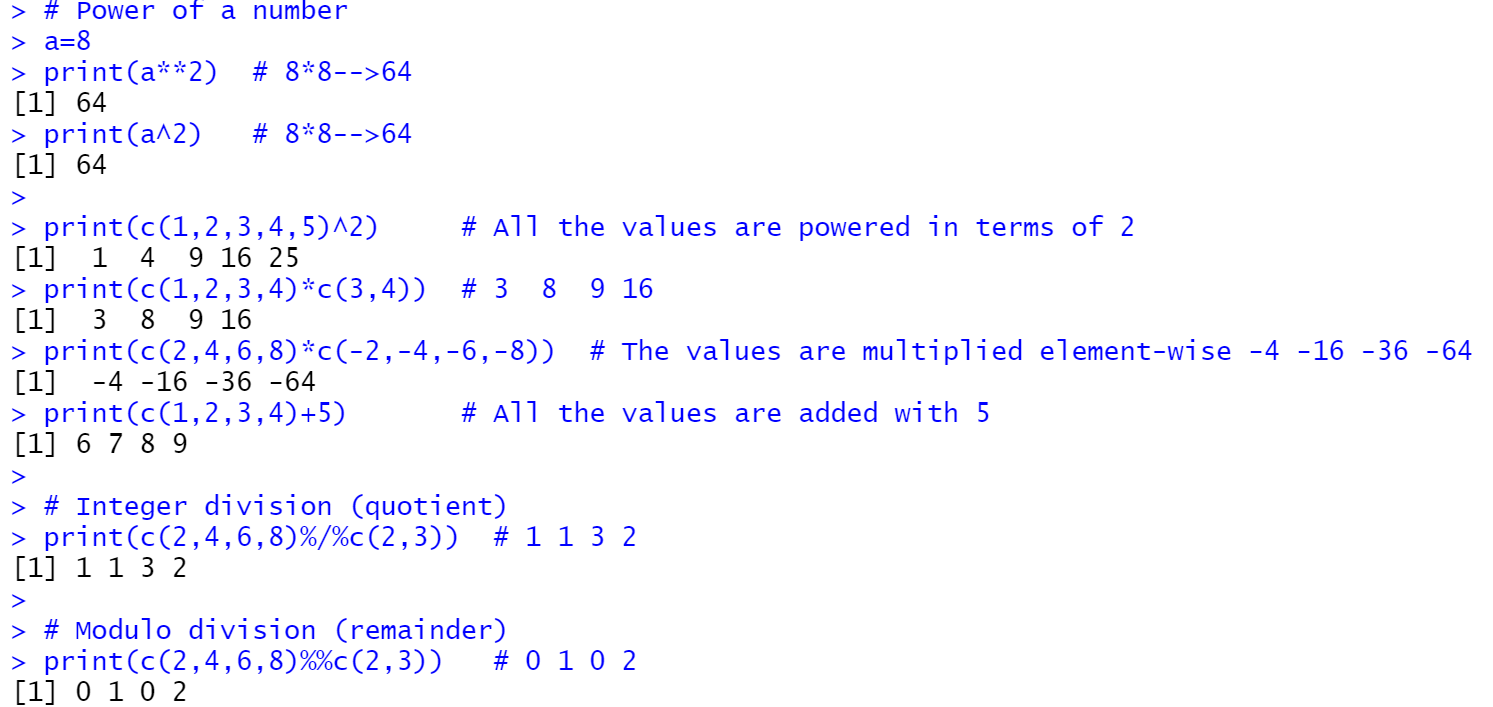 > # Power of a number
> a=8
> print(a**2)  # 8*8-->64
[1] 64
> print(a^2)   # 8*8-->64
[1] 64
>
> print(c(1,2,3,4,5)^2)     # All the values are powered in terms of 2
[1]  1  4  9 16 25
> print(c(1,2,3,4)*c(3,4))  # 3  8  9 16
[1]  3  8  9 16
> print(c(2,4,6,8)*c(-2,-4,-6,-8))  # The values are multiplied element-wise -4 -16 -36 -64
[1]  -4 -16 -36 -64
> print(c(1,2,3,4)+5)       # All the values are added with 5
[1] 6 7 8 9
>
> # Integer division (quotient)
> print(c(2,4,6,8)%/%c(2,3))  # 1 1 3 2
[1] 1 1 3 2
>
> # Modulo division (remainder)
> print(c(2,4,6,8)%%c(2,3))   # 0 1 0 2
[1] 0 1 0 2